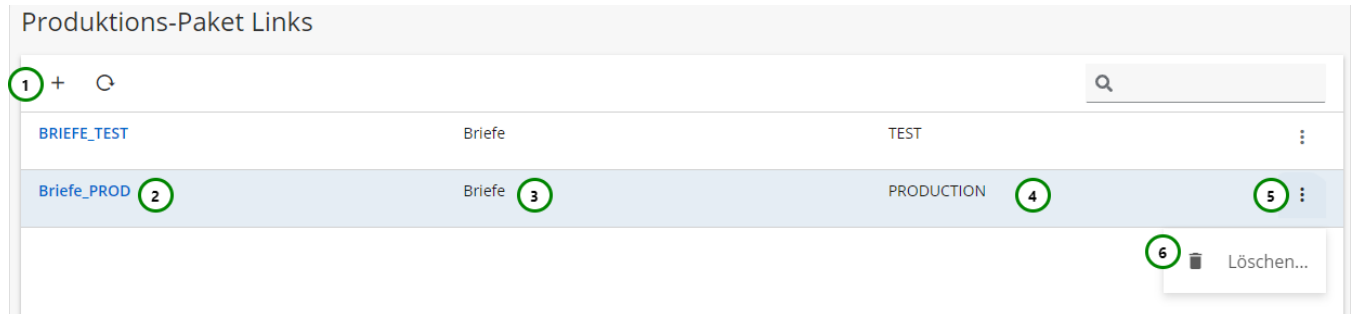 Produktions-Paket Links
1 +
BRIEFE_TEST Briefe TEST
Briefe_PROD 2 Briefe 3 PRODUCTION 4 5
6 Löschen...